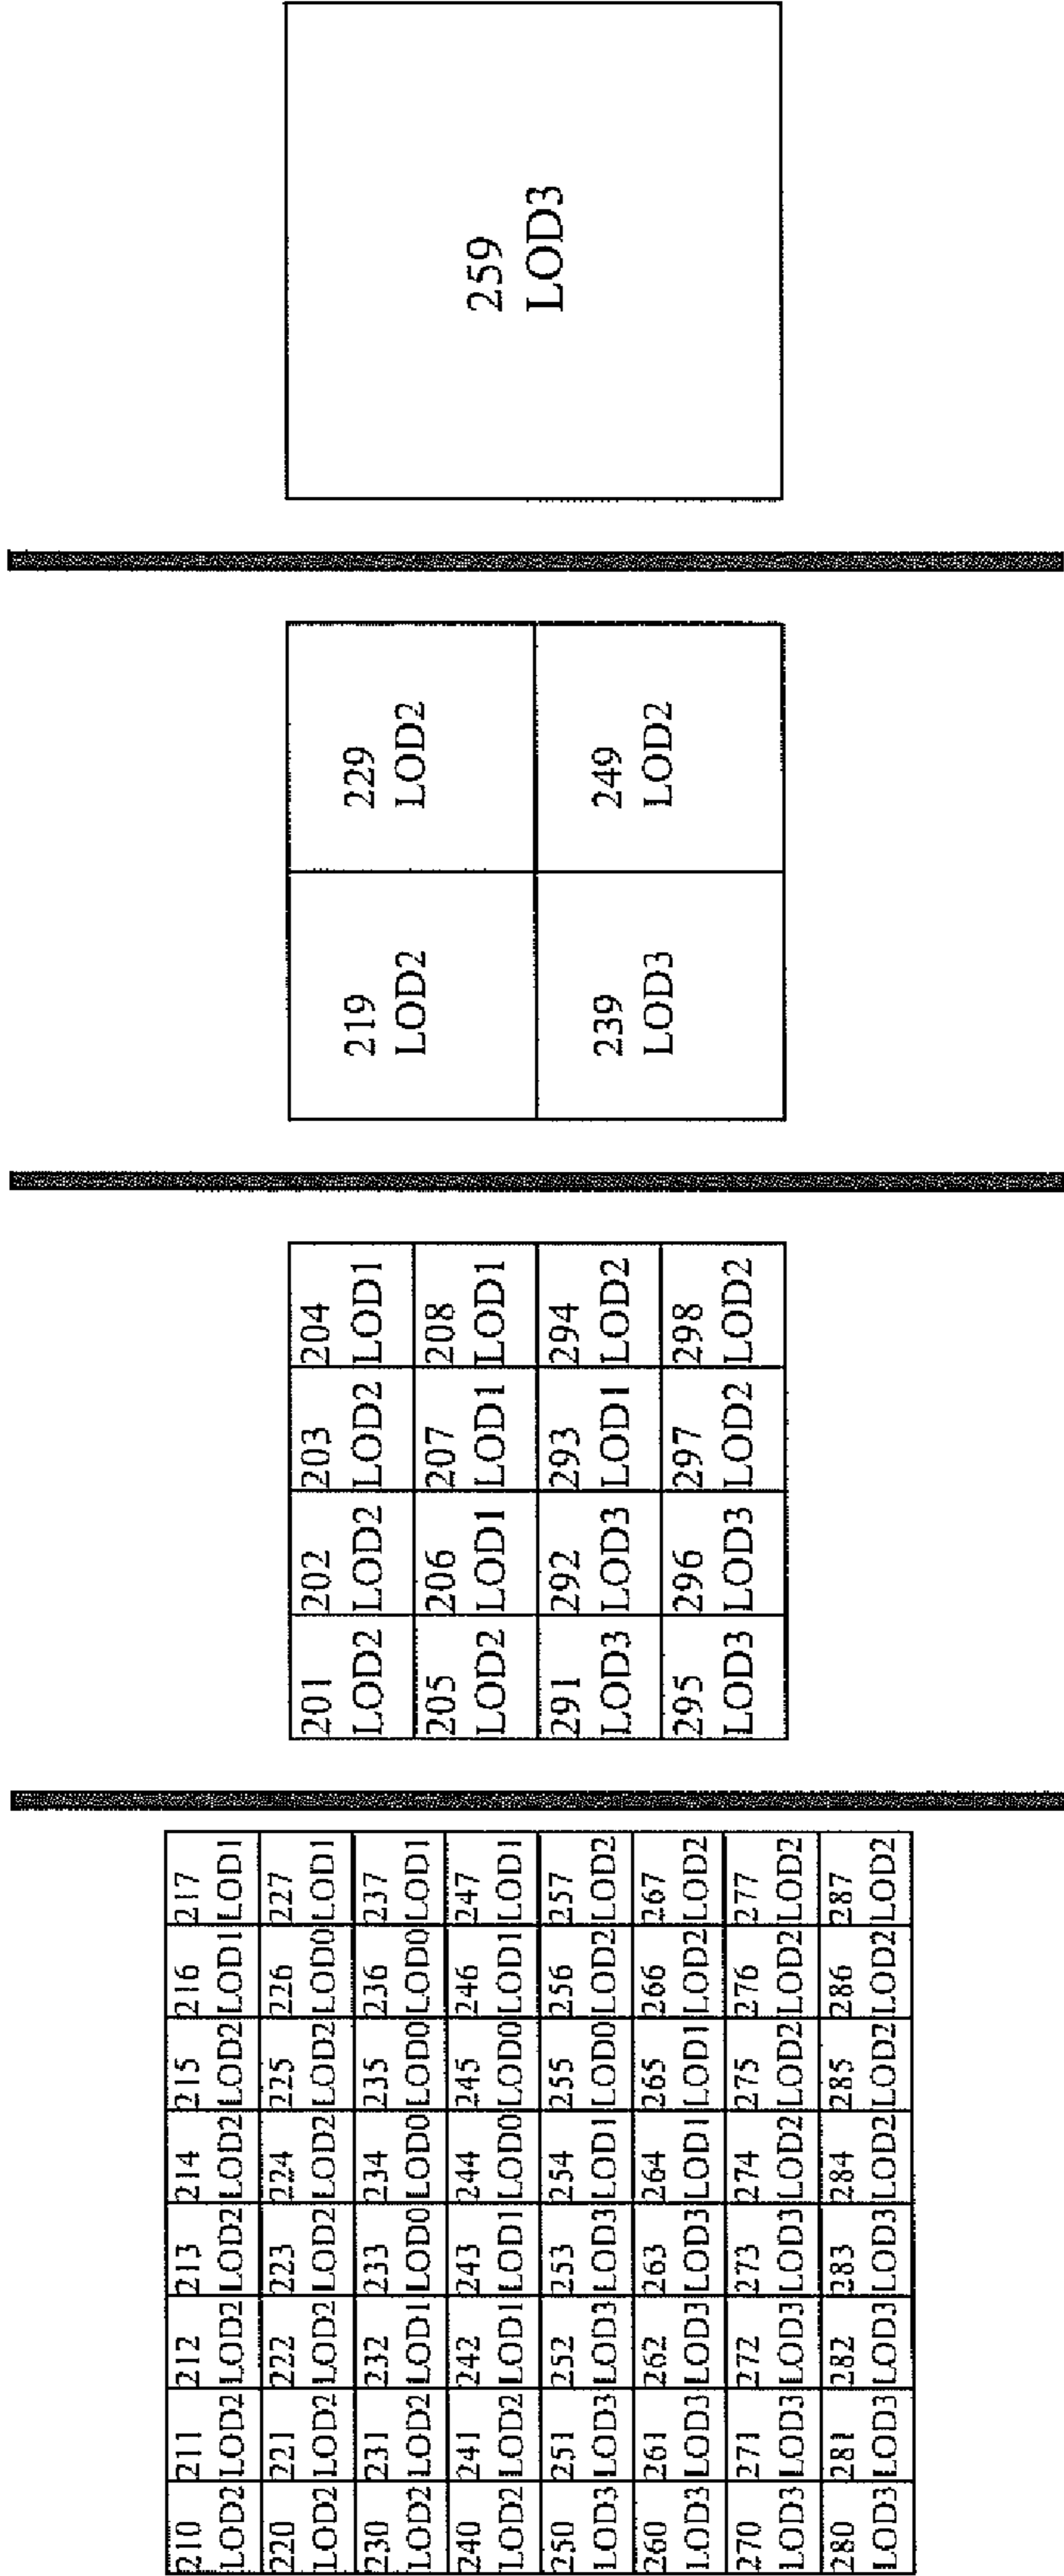 210 211 212 213 214 215 216 217
LOD2 LOD2 LOD2 LOD2 LOD2 LOD2 LOD1 LOD1
220 221 222 223 224 225 226 227
LOD2 LOD2 LOD2 LOD2 LOD2 LOD2 LOD0 LOD1
230 231 232 233 234 235 236 237
LOD2 LOD2 LOD1 LOD0 LOD0 LOD0 LOD0 LOD1
240 241 242 243 244 245 246 247
LOD2 LOD2 LOD1 LOD1 LOD0 LOD0 LOD1 LOD1
250 251 252 253 254 255 256 257
LOD3 LOD3 LOD3 LOD3 LOD1 LOD0 LOD2 LOD2
260 261 262 263 264 265 266 267
LOD3 LOD3 LOD3 LOD3 LOD1 LOD1 LOD2 LOD2
270 271 272 273 274 275 276 277
LOD3 LOD3 LOD3 LOD3 LOD2 LOD2 LOD2 LOD2
280 281 282 283 284 285 286 287
LOD3 LOD3 LOD3 LOD3 LOD2 LOD2 LOD2 LOD2
201 202 203 204
LOD2 LOD2 LOD2 LOD1
205 206 207 208
LOD2 LOD1 LOD1 LOD1
291 292 293 294
LOD3 LOD3 LOD1 LOD2
295 296 297 298
LOD3 LOD3 LOD2 LOD2
219 229
LOD2 LOD2
239 249
LOD3 LOD2
259
LOD3